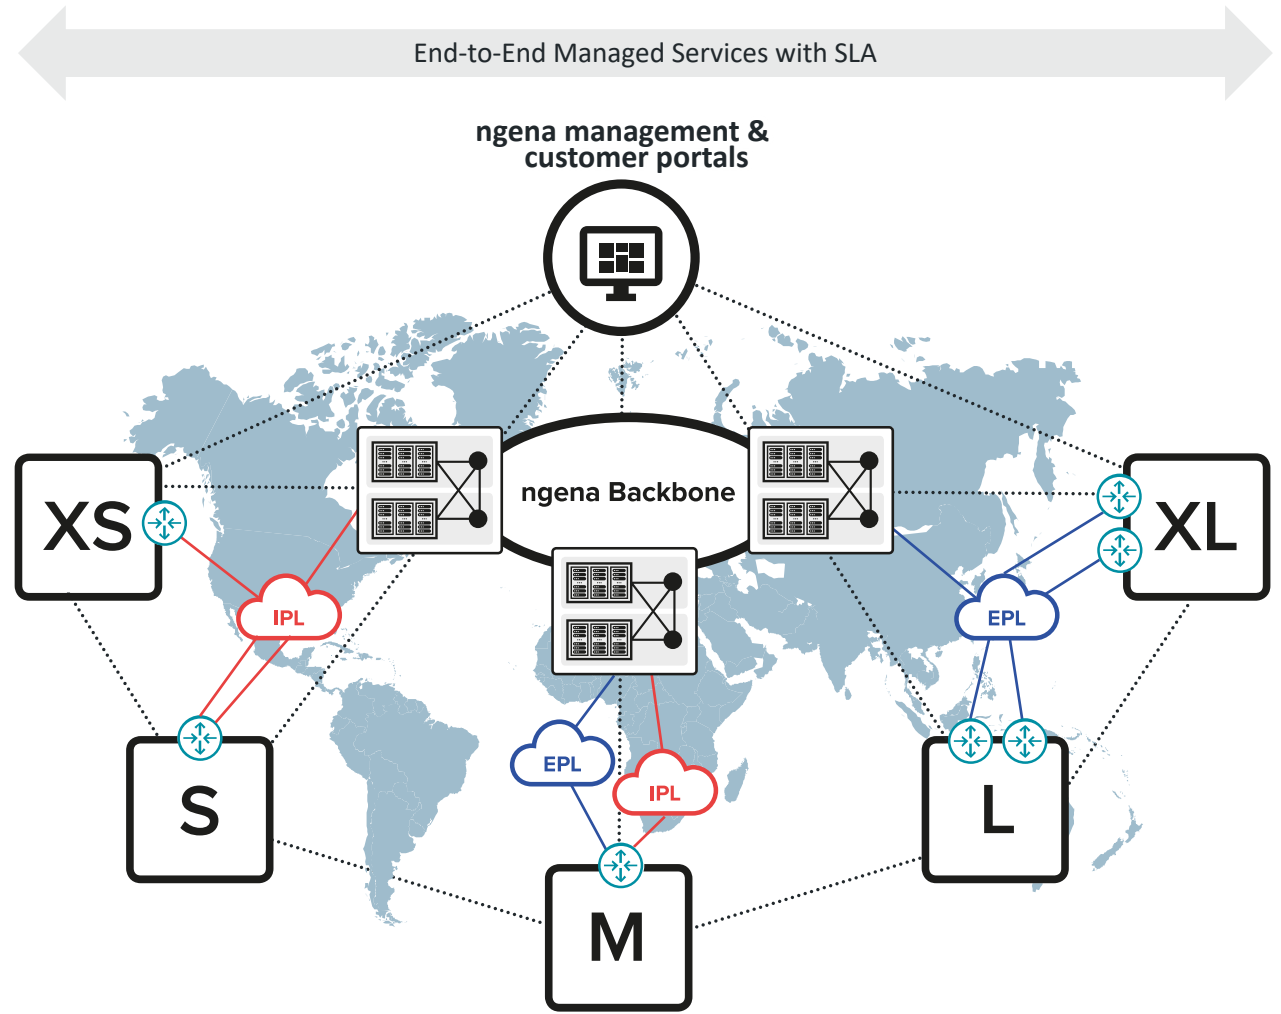 End-to-End Managed Services with SLA
ngena management &
customer portals
ngena Backbone
XS
XL
IPL
EPL
EPL
IPL
S
L
M